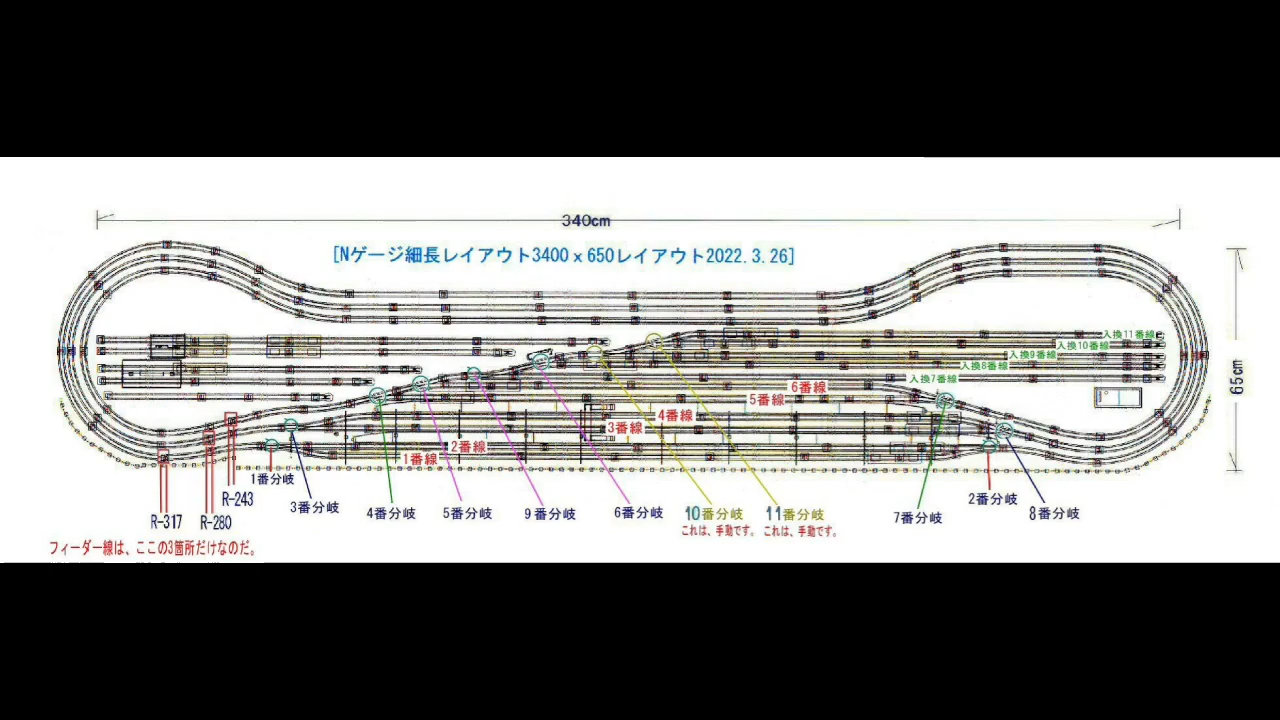 340cm
[Nゲージ細長レイアウト3400x650レイアウト2022.3.26]
入換11番線
入換10番線
入換9番線
入換8番線
入換7番線
65cm
6番線
5番線
4番線
3番線
2番線
1番線
1番分岐
R-243
3番分岐
4番分岐
5番分岐
9番分岐
6番分岐
10番分岐
11番分岐
7番分岐
2番分岐
8番分岐
R-317
R-280
これは、手動です。
これは、手動です。
フィーダー線は、ここの3箇所だけなのだ。